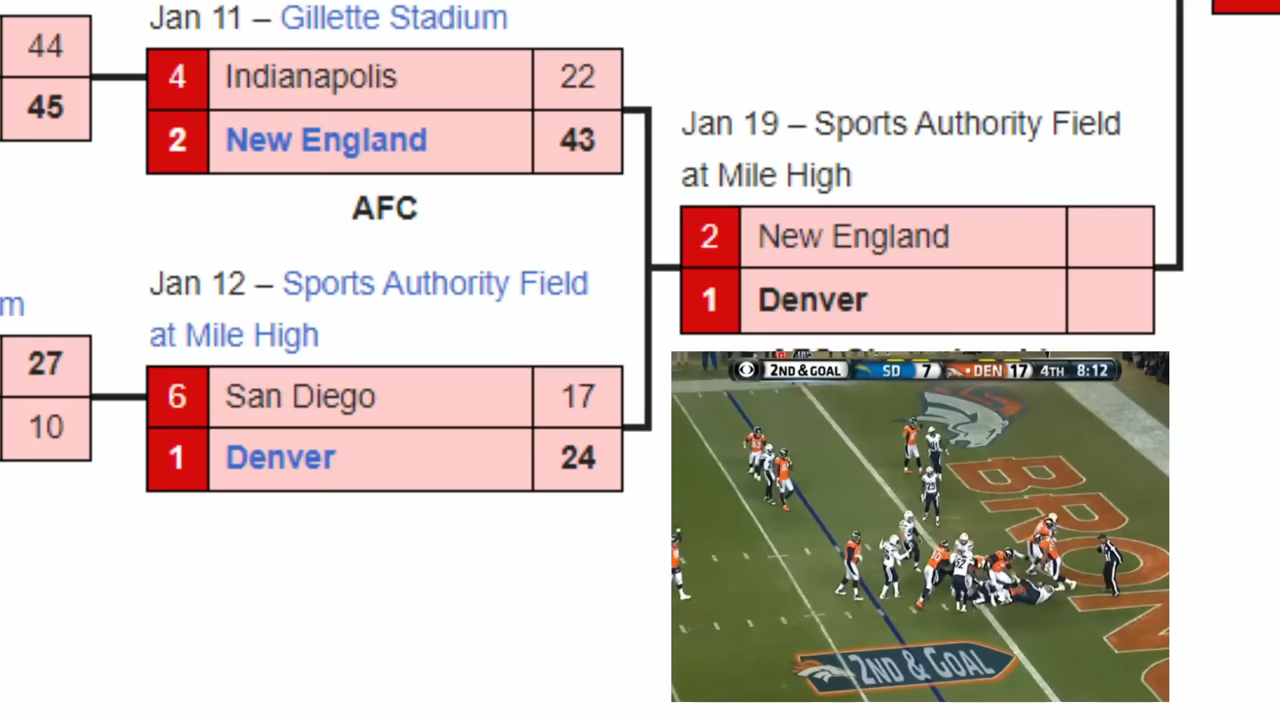 Jan 11 – Gillette Stadium
44
45
4 Indianapolis 22
2 New England 43
AFC
Jan 12 – Sports Authority Field
at Mile High
m
27
10
6 San Diego 17
1 Denver 24
Jan 19 – Sports Authority Field
at Mile High
2 New England
1 Denver
2ND & GOAL SD 7 DEN 17 4TH 8:12
BRON
2ND & GOAL